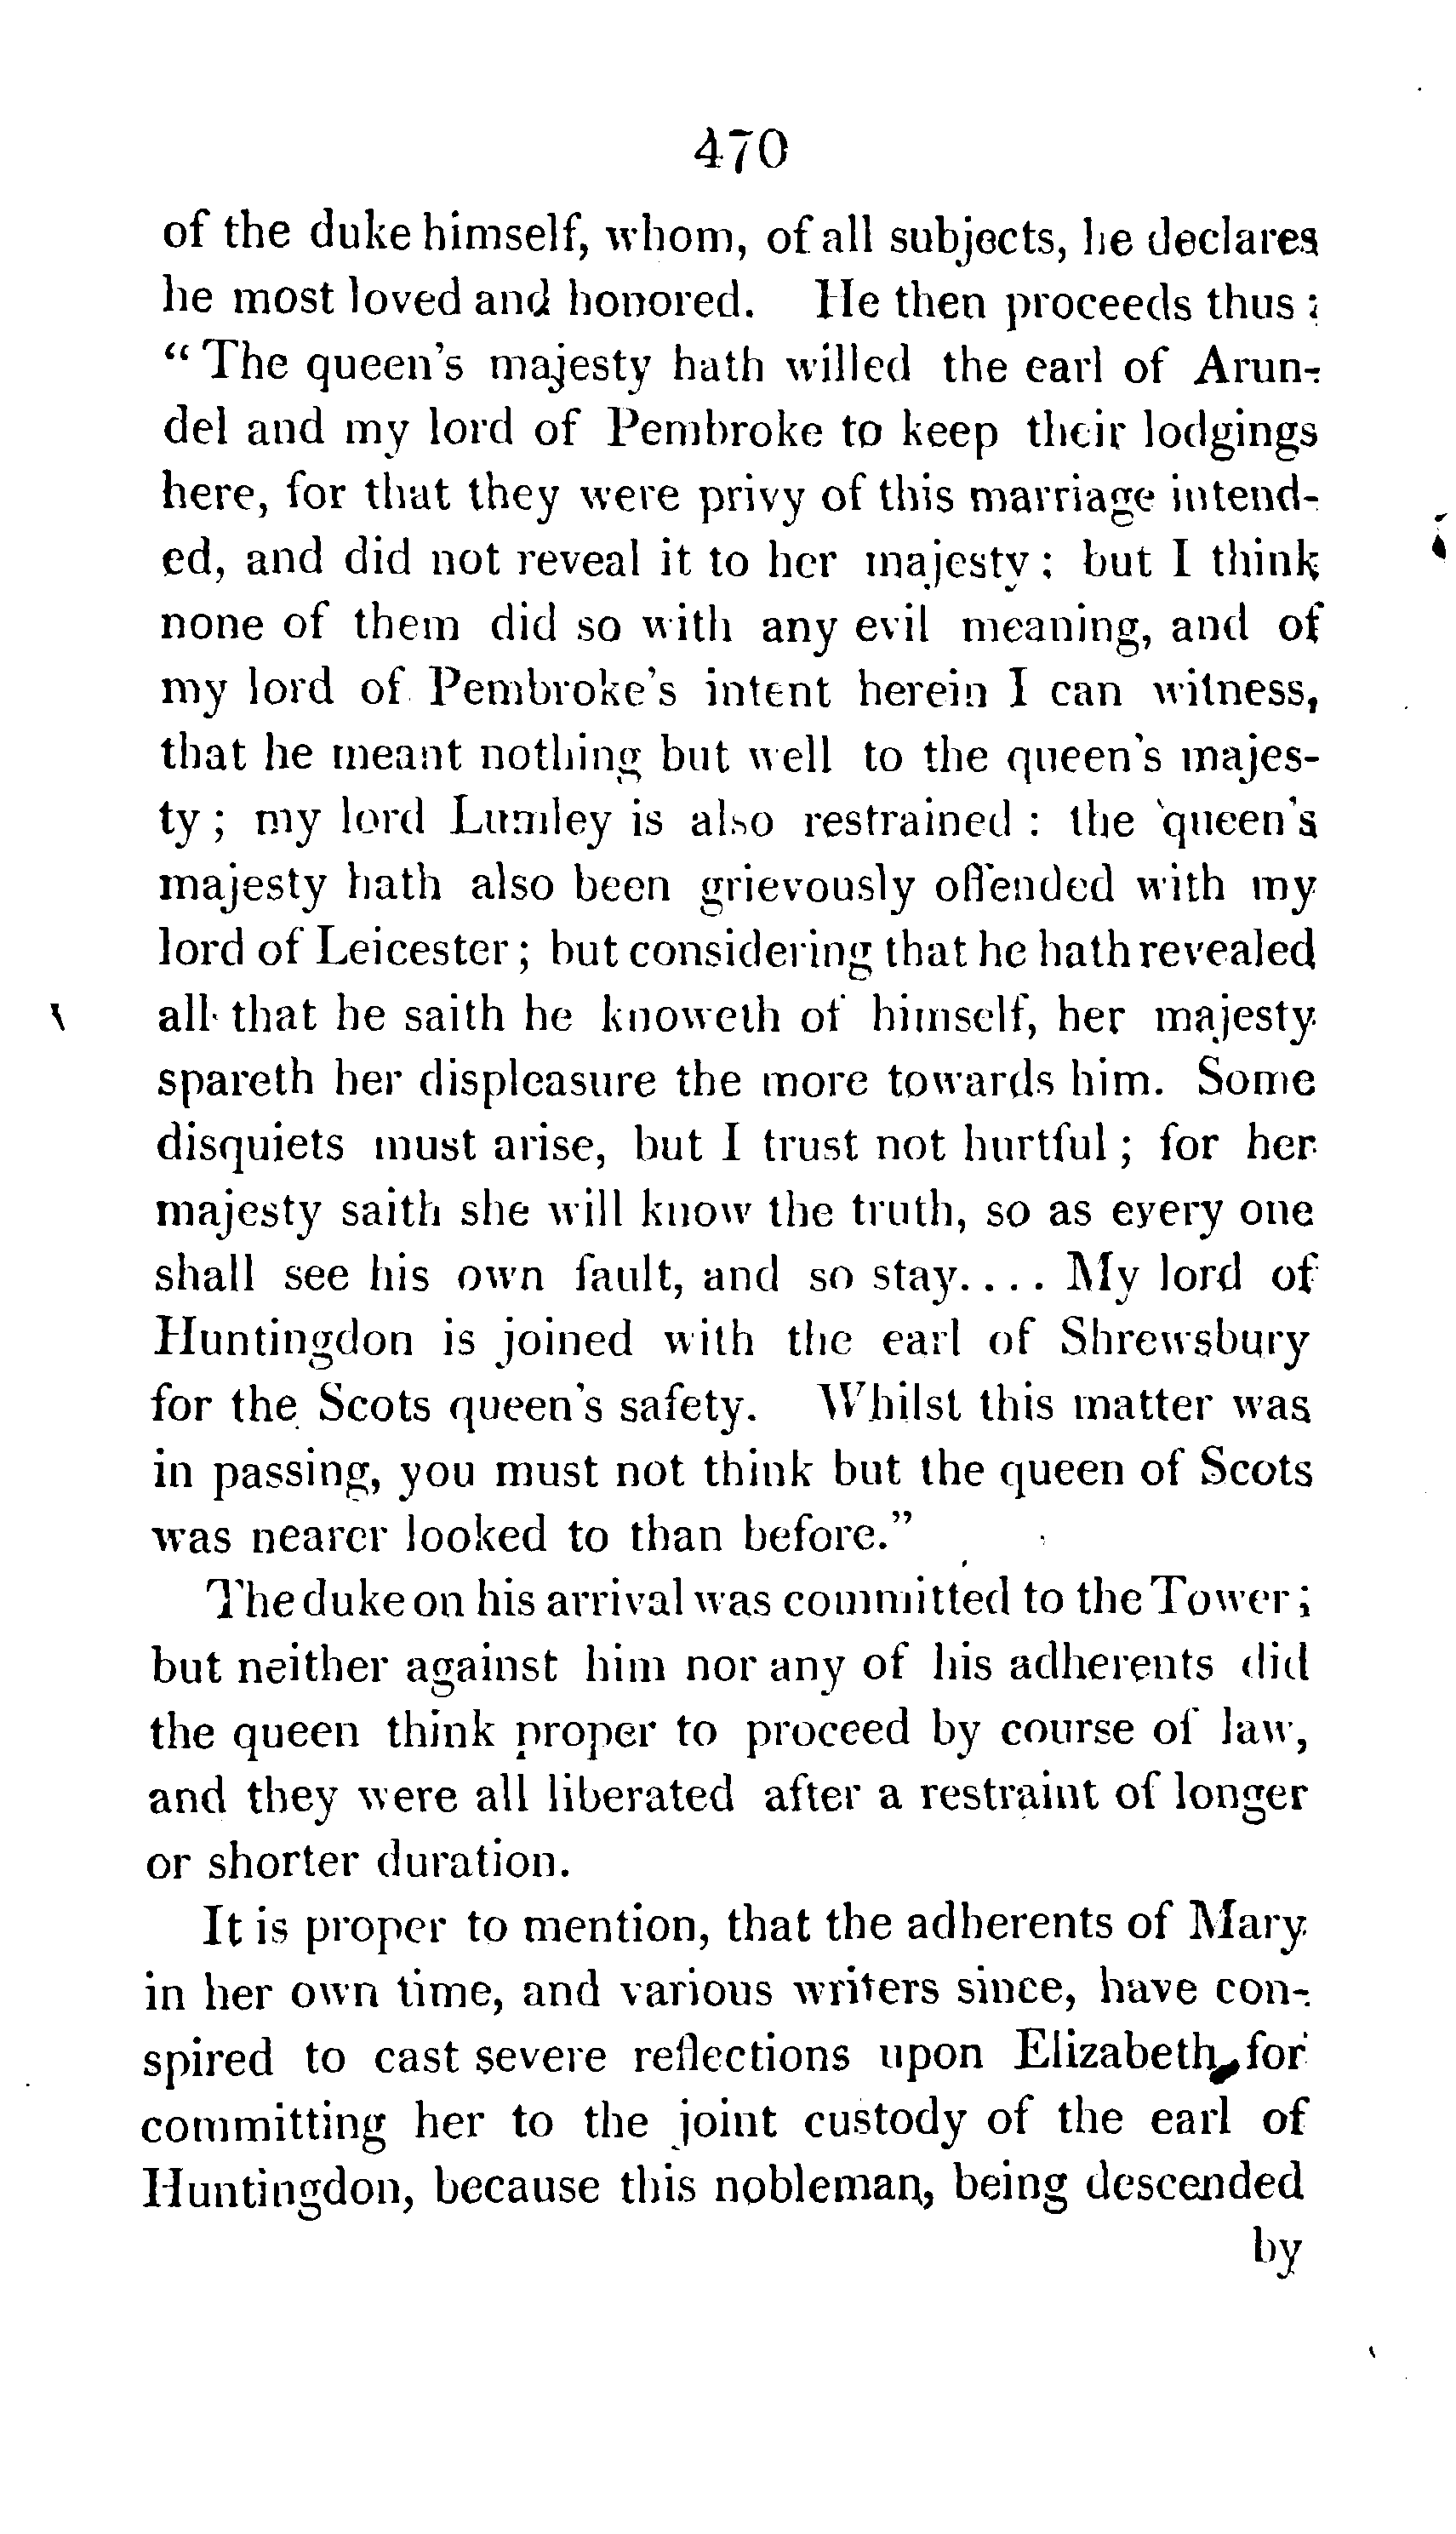 470
of the duke himself, whom, of all subjects, he declares
he most loved and honored. He then proceeds thus:
“The queen's majesty hath willed the earl of Arun-
del and my lord of Pembroke to keep their lodgings
here, for that they were privy of this marriage intend-
ed, and did not reveal it to her majesty; but I think
none of them did so with any evil meaning, and of
my lord of Pembroke's intent herein I can witness,
that he meant nothing but well to the queen's majes-
ty; my lord Lumley is also restrained: the queen's
majesty hath also been grievously offended with my
lord of Leicester; but considering that he hath revealed
all that he saith he knoweth of himself, her majesty
spareth her displeasure the more towards him. Some
disquiets must arise, but I trust not hurtful; for her
majesty saith she will know the truth, so as every one
shall see his own fault, and so stay.... My lord of
Huntingdon is joined with the earl of Shrewsbury
for the Scots queen's safety. Whilst this matter was
in passing, you must not think but the queen of Scots
was nearer looked to than before.”
The duke on his arrival was committed to the Tower;
but neither against him nor any of his adherents did
the queen think proper to proceed by course of law,
and they were all liberated after a restraint of longer
or shorter duration.
It is proper to mention, that the adherents of Mary
in her own time, and various writers since, have con-
spired to cast severe reflections upon Elizabeth for
committing her to the joint custody of the earl of
Huntingdon, because this nobleman, being descended
by